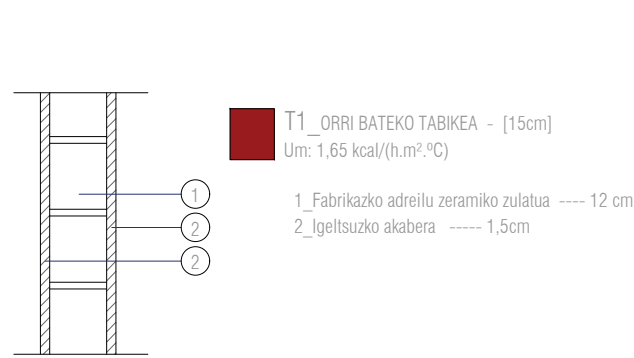 T1_ORRI BATEKO TABIKEA - [15cm]
Um: 1,65 kcal/(h.m².ºC)
1_Fabrikazko adreilu zeramiko zulatua ---- 12 cm
2_Igeltsuzko akabera ----- 1,5cm
1
2
2